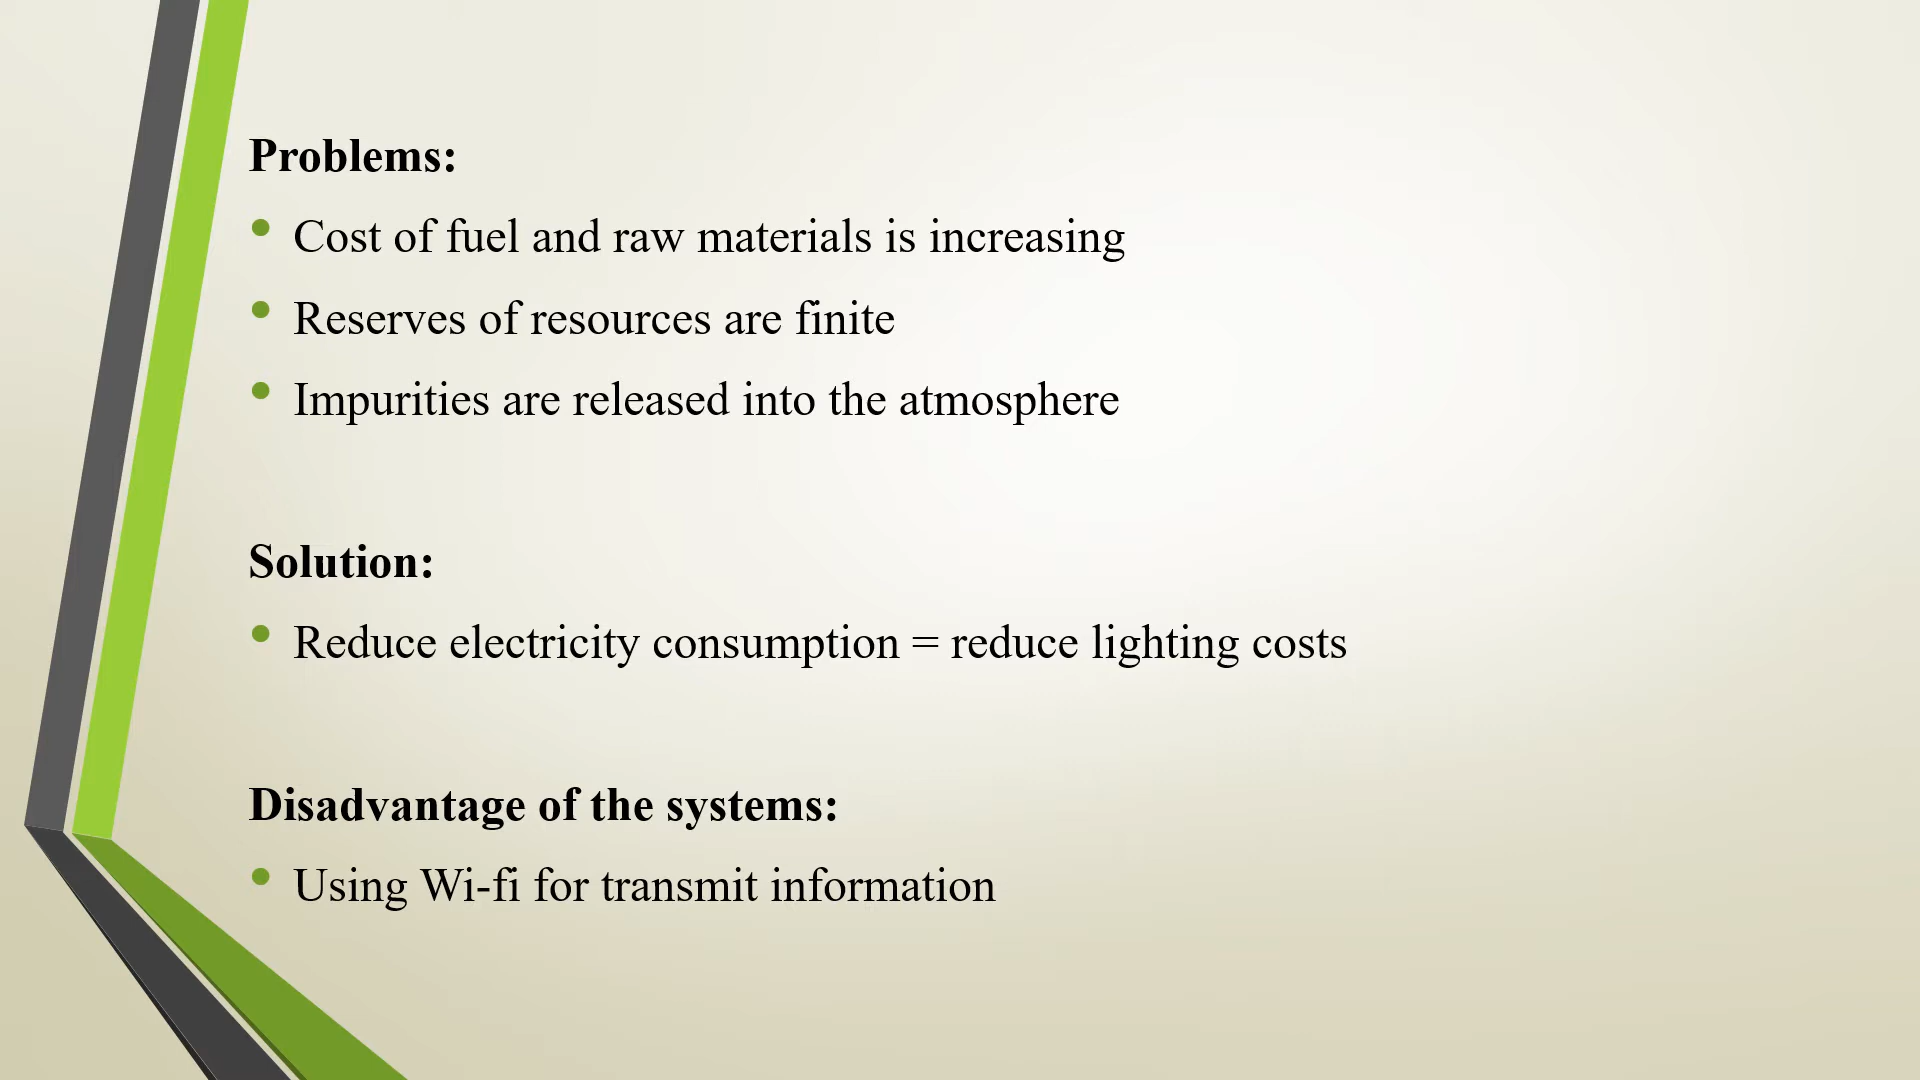 Problems:
• Cost of fuel and raw materials is increasing
• Reserves of resources are finite
• Impurities are released into the atmosphere
Solution:
• Reduce electricity consumption = reduce lighting costs
Disadvantage of the systems:
• Using Wi-fi for transmit information